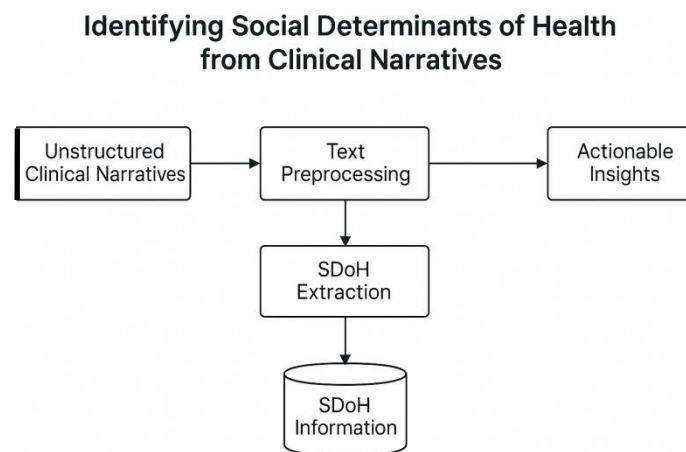 Identifying Social Determinants of Health
from Clinical Narratives
Unstructured
Clinical Narratives
Text
Preprocessing
Actionable
Insights
SDoH
Extraction
SDoH
Information